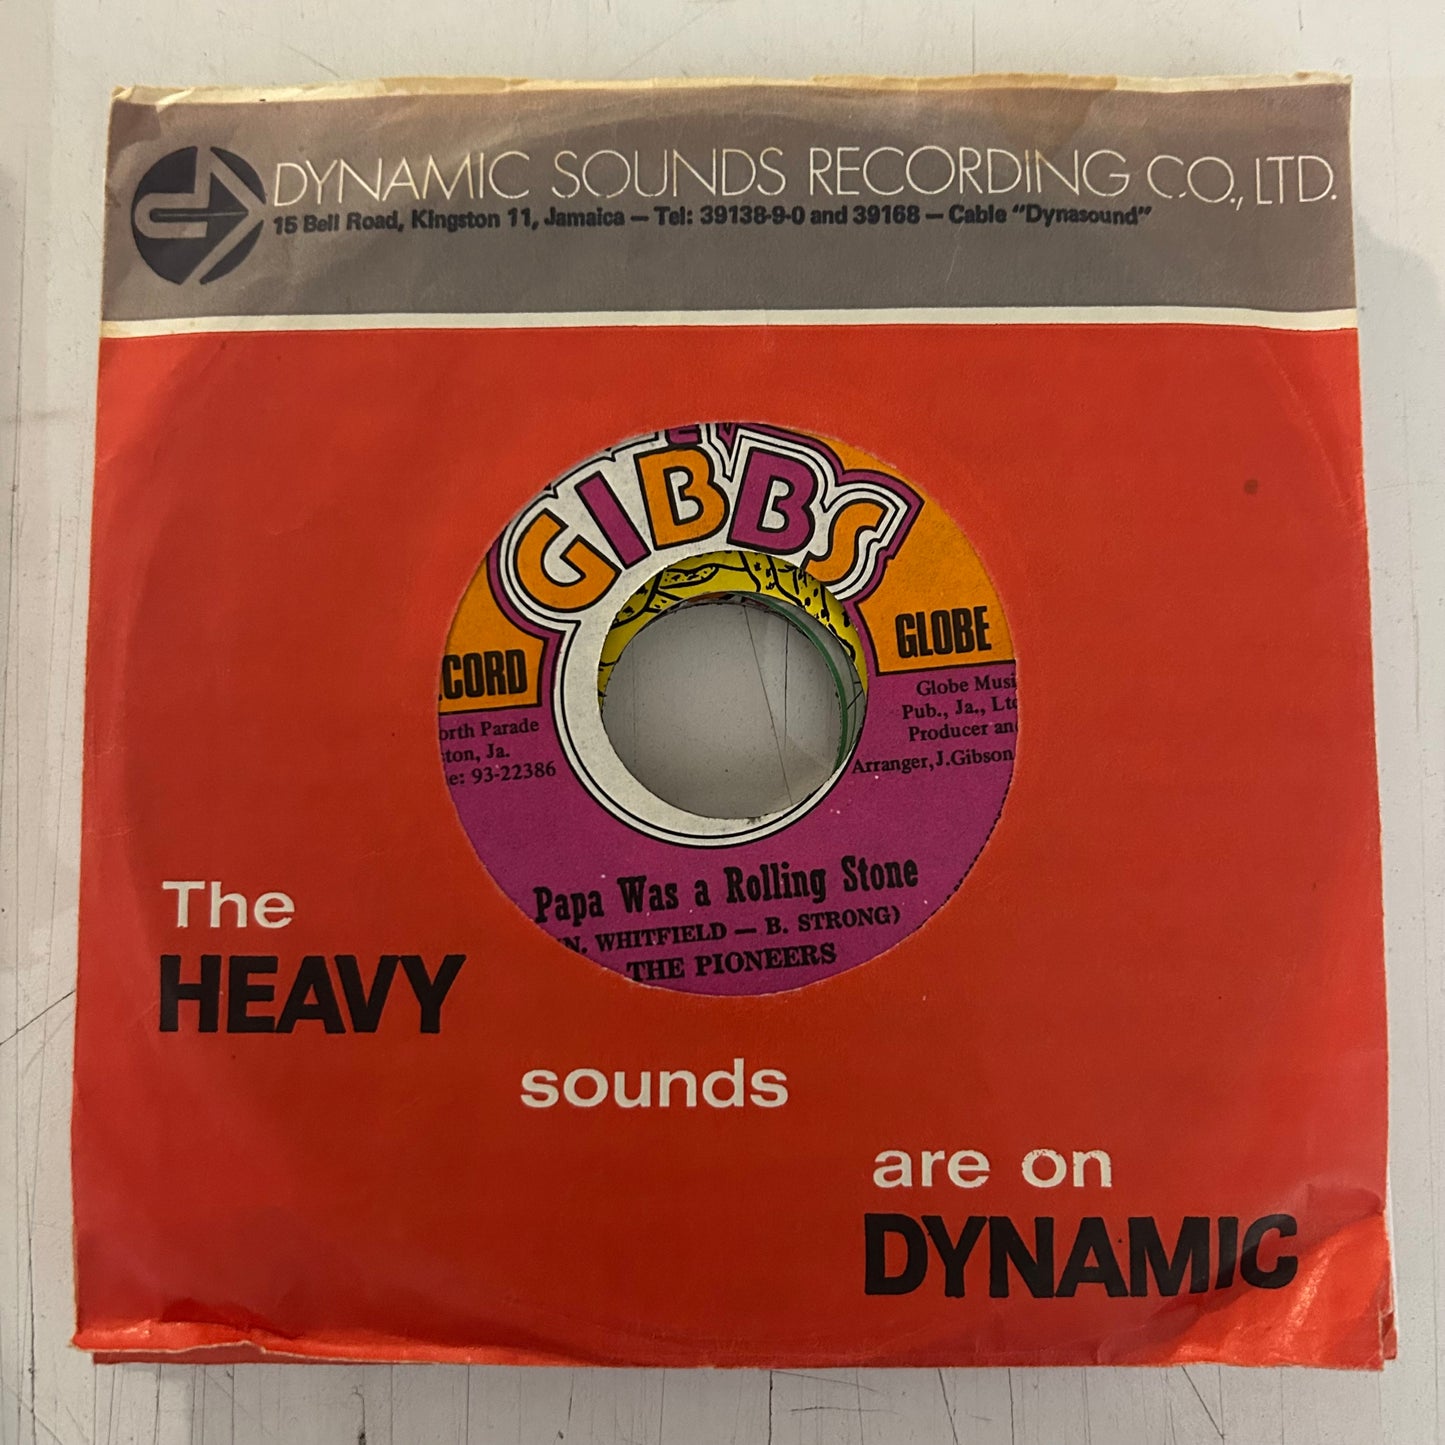 DYNAMIC SOUNDS RECORDING CO., LTD.
15 Bell Road, Kingston 11, Jamaica – Tel: 39138-9-0 and 39168 – Cable "Dynasound"
GIBBS
CORD
GLOBE
orth Parade
ton, Ja.
e: 93-22386
Globe Musi
Pub., Ja., Lt
Producer an
Arranger, J.Gibson
Papa Was a Rolling Stone
N. WHITFIELD — B. STRONG)
THE PIONEERS
The
HEAVY
sounds
are on
DYNAMIC